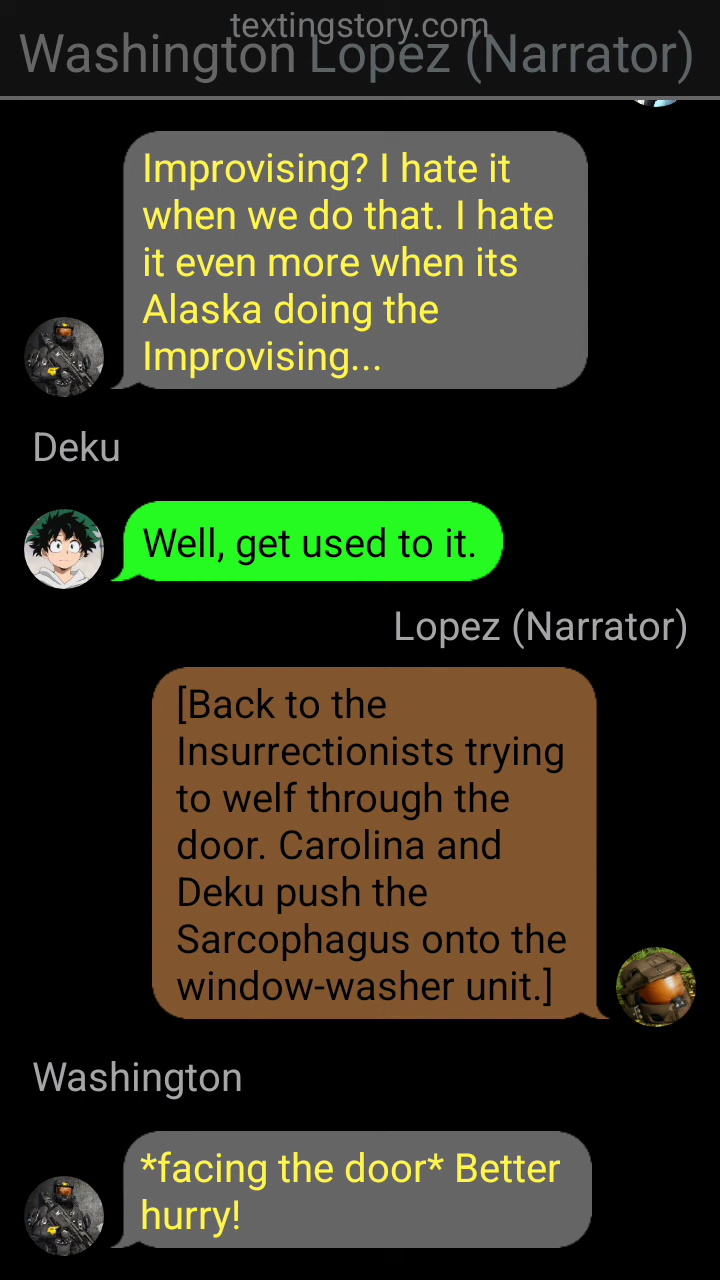 textingstory.com
Washington Lopez (Narrator)
Improvising? I hate it
when we do that. I hate
it even more when its
Alaska doing the
Improvising...
Deku
Well, get used to it.
Lopez (Narrator)
[Back to the
Insurrectionists trying
to welf through the
door. Carolina and
Deku push the
Sarcophagus onto the
window-washer unit.]
Washington
*facing the door* Better
hurry!